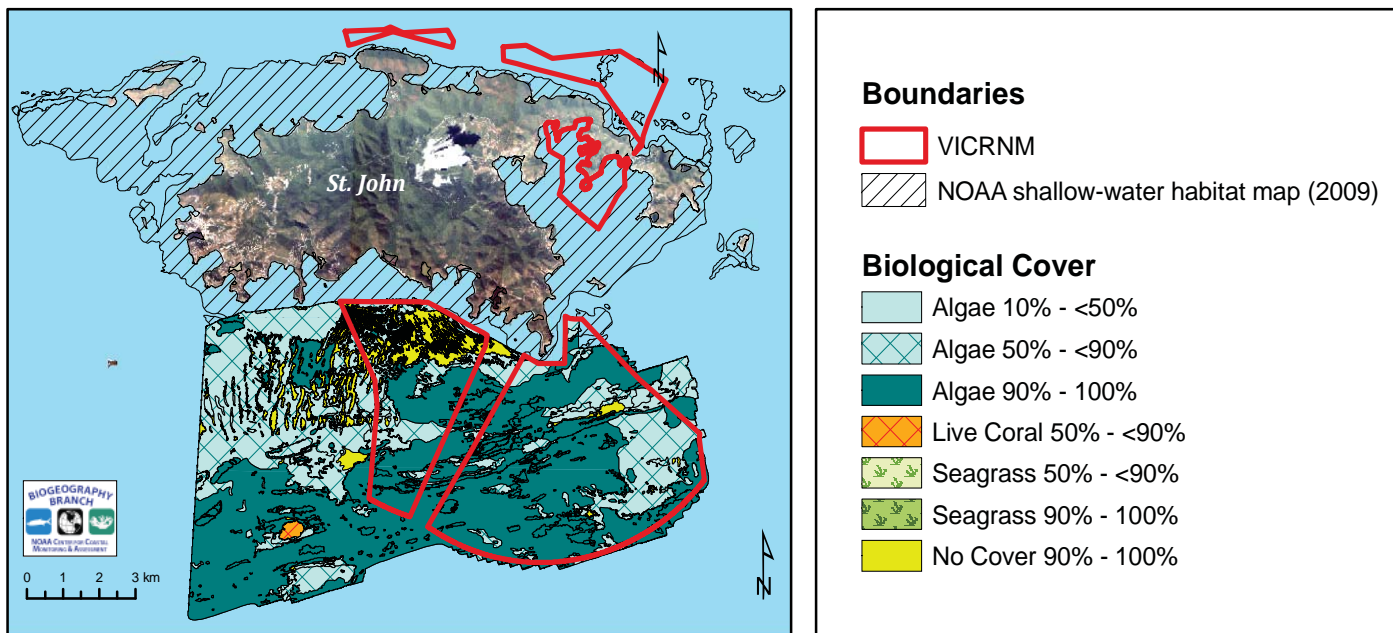 St. John
N
N
BIOGEOGRAPHY
BRANCH
NOAA CENTER FOR COASTAL
MONITORING & ASSESSMENT
0 1 2 3 km
Boundaries
VICRNM
NOAA shallow-water habitat map (2009)
Biological Cover
Algae 10% - <50%
Algae 50% - <90%
Algae 90% - 100%
Live Coral 50% - <90%
Seagrass 50% - <90%
Seagrass 90% - 100%
No Cover 90% - 100%